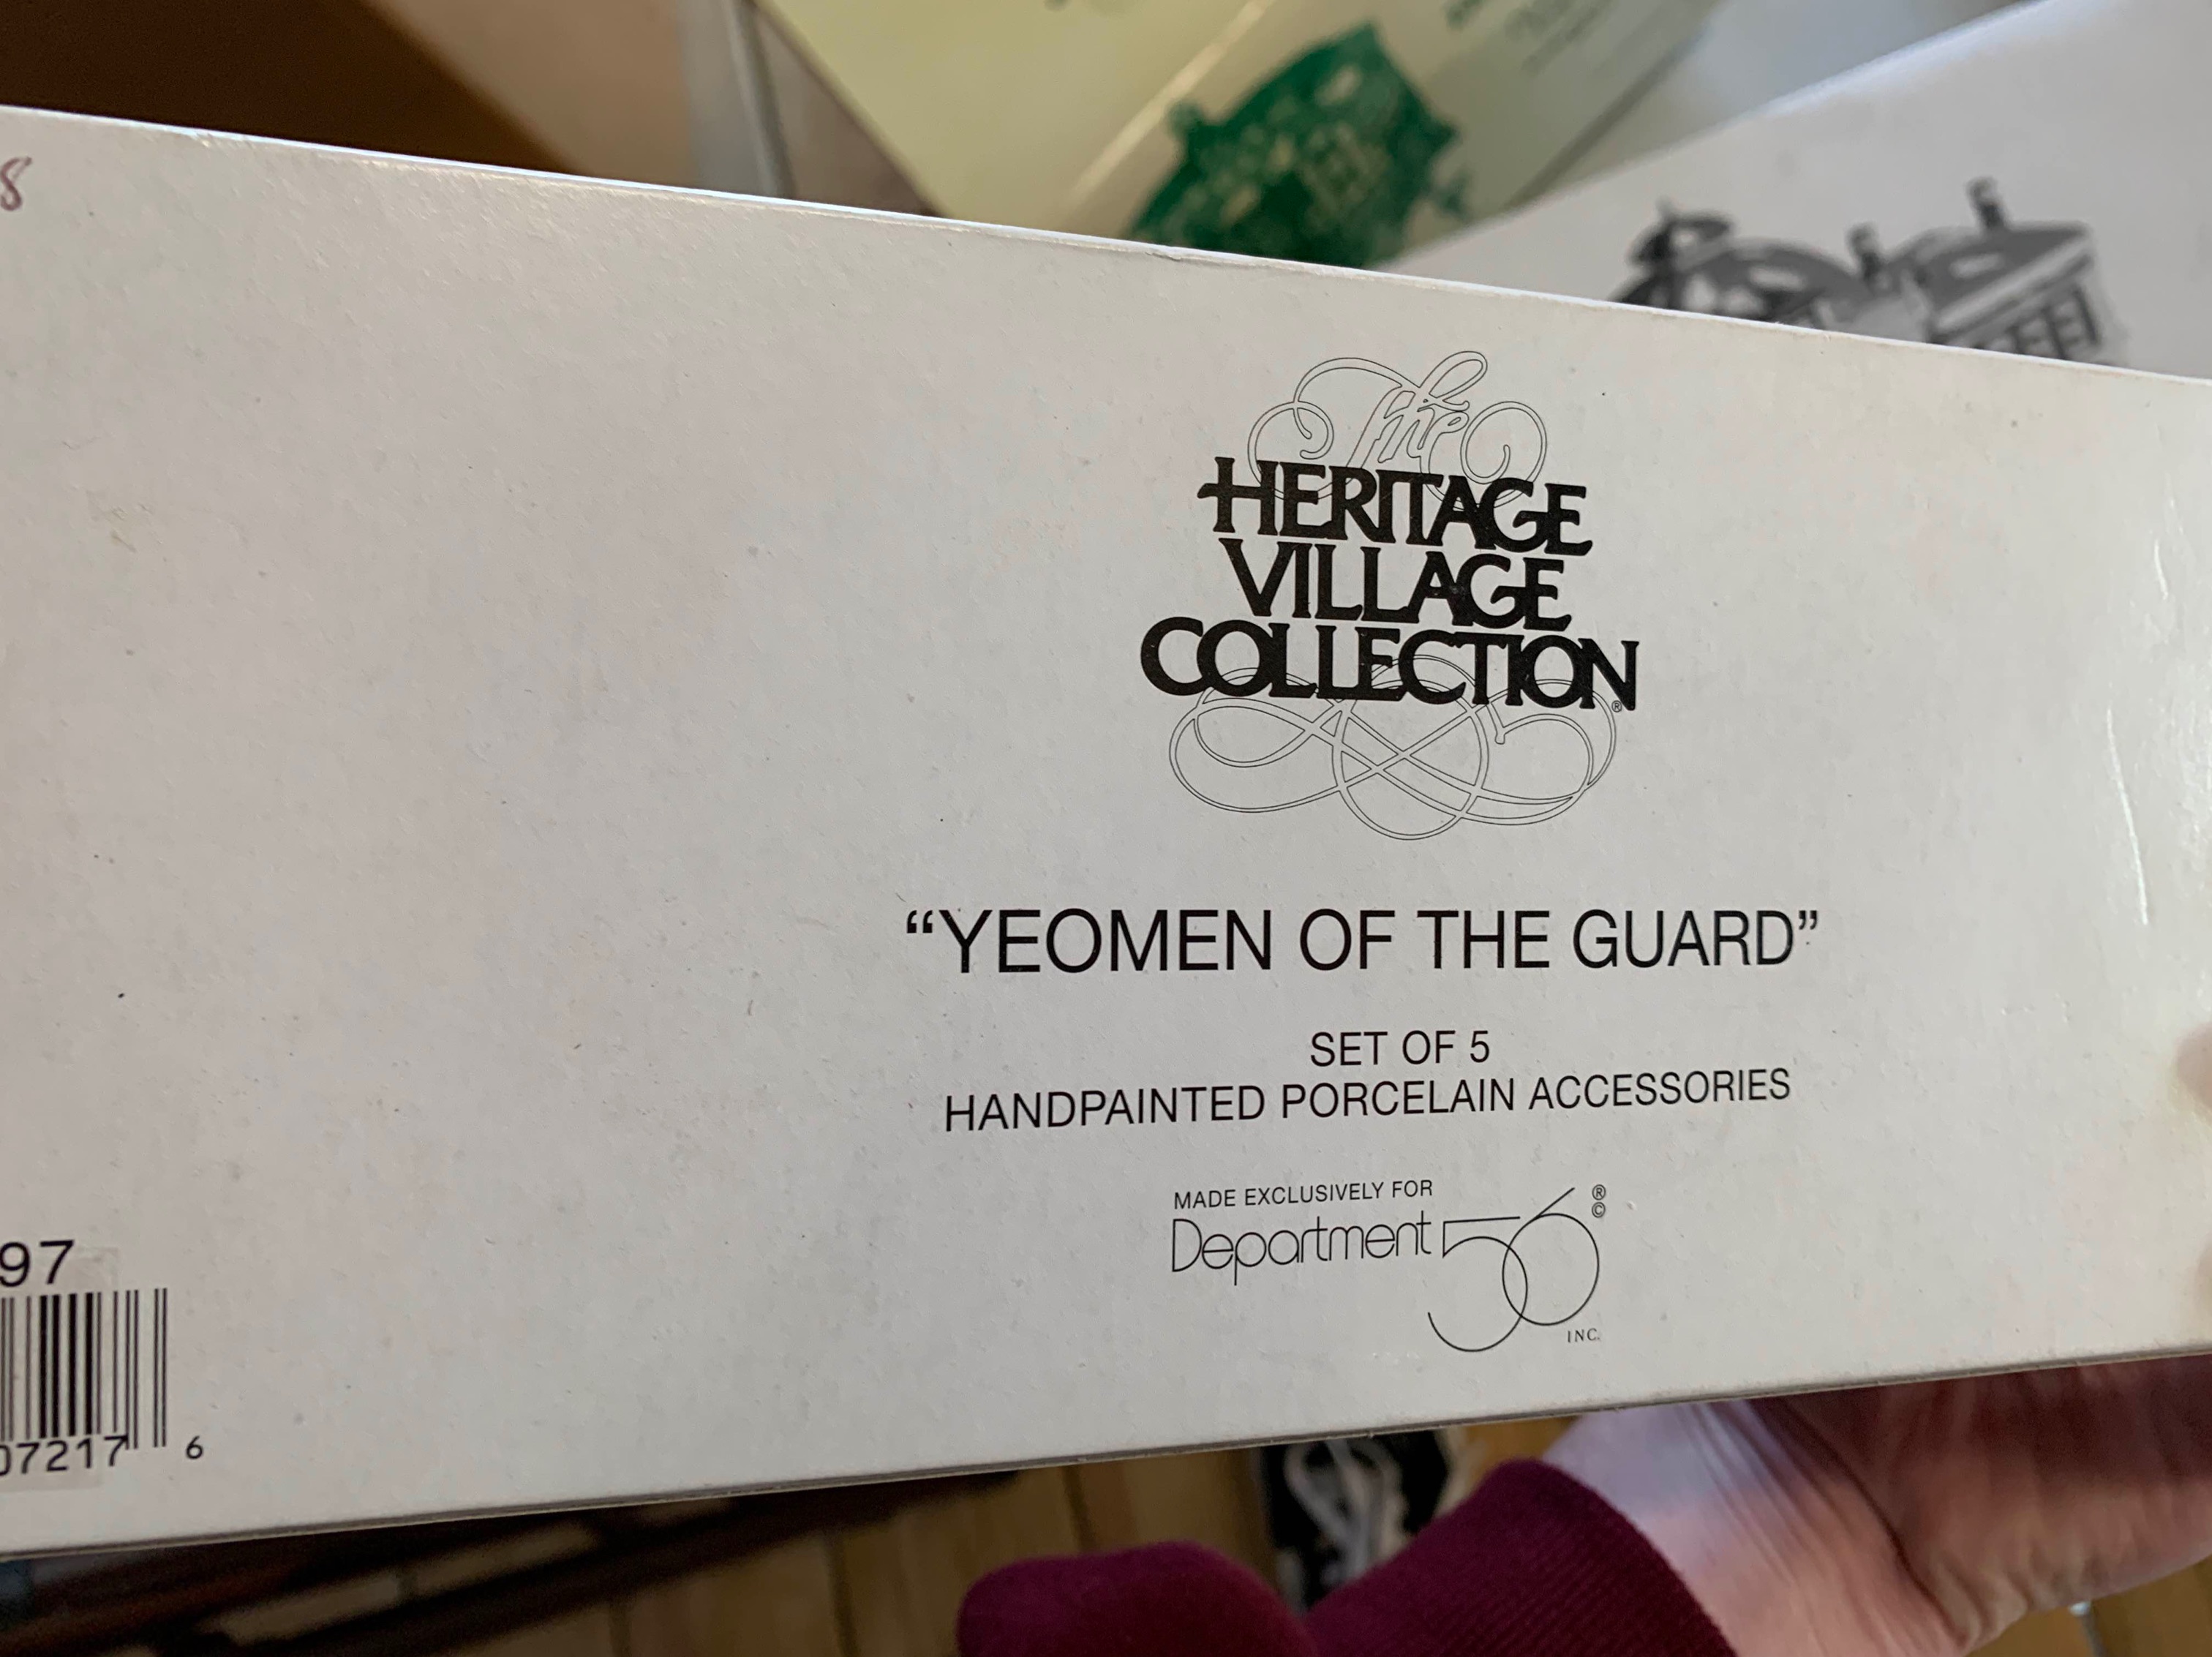 8
The
HERITAGE
VILLAGE
COLLECTION®
“YEOMEN OF THE GUARD”
SET OF 5
HANDPAINTED PORCELAIN ACCESSORIES
MADE EXCLUSIVELY FOR
Department 56 ® ©
INC.
97
07217 6